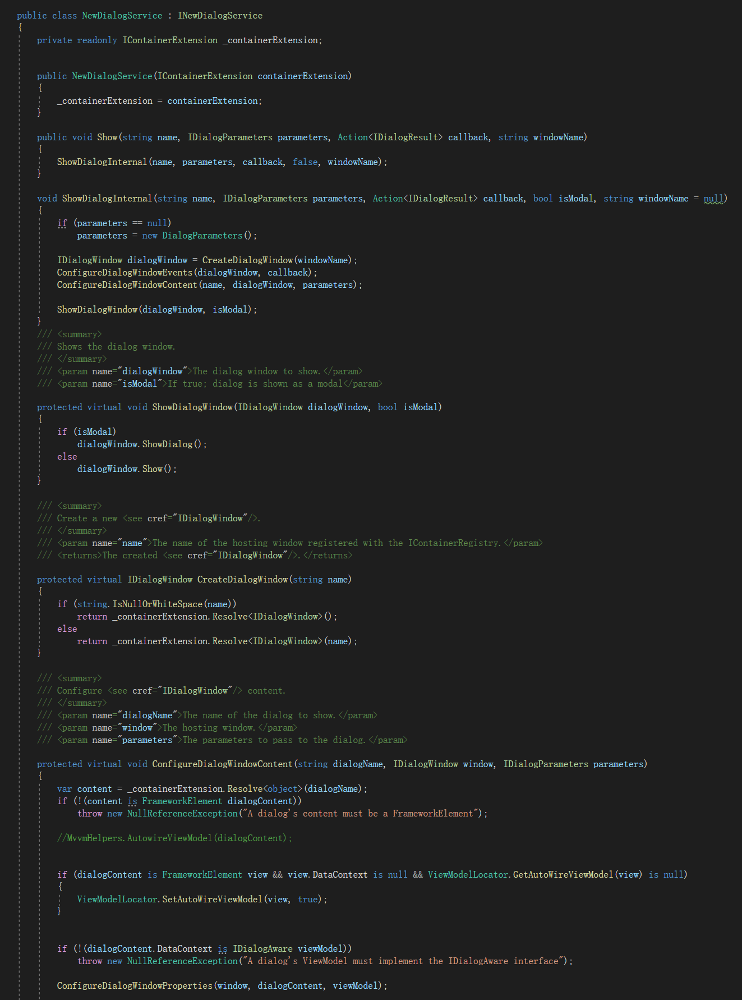 public class NewDialogService : INewDialogService
{
private readonly IContainerExtension _containerExtension;
public NewDialogService(IContainerExtension containerExtension)
{
_containerExtension = containerExtension;
}
public void Show(string name, IDialogParameters parameters, Action<IDialogResult> callback, string windowName)
{
ShowDialogInternal(name, parameters, callback, false, windowName);
}
void ShowDialogInternal(string name, IDialogParameters parameters, Action<IDialogResult> callback, bool isModal, string windowName = null)
{
if (parameters == null)
parameters = new DialogParameters();
IDialogWindow dialogWindow = CreateDialogWindow(windowName);
ConfigureDialogWindowEvents(dialogWindow, callback);
ConfigureDialogWindowContent(name, dialogWindow, parameters);
ShowDialogWindow(dialogWindow, isModal);
}
/// <summary>
/// Shows the dialog window.
/// </summary>
/// <param name="dialogWindow">The dialog window to show.</param>
/// <param name="isModal">If true; dialog is shown as a modal</param>
protected virtual void ShowDialogWindow(IDialogWindow dialogWindow, bool isModal)
{
if (isModal)
dialogWindow.ShowDialog();
else
dialogWindow.Show();
}
/// <summary>
/// Create a new <see cref="IDialogWindow"/>.
/// </summary>
/// <param name="name">The name of the hosting window registered with the IContainerRegistry.</param>
/// <returns>The created <see cref="IDialogWindow"/>.</returns>
protected virtual IDialogWindow CreateDialogWindow(string name)
{
if (string.IsNullOrWhiteSpace(name))
return _containerExtension.Resolve<IDialogWindow>();
else
return _containerExtension.Resolve<IDialogWindow>(name);
}
/// <summary>
/// Configure <see cref="IDialogWindow"/> content.
/// </summary>
/// <param name="dialogName">The name of the dialog to show.</param>
/// <param name="window">The hosting window.</param>
/// <param name="parameters">The parameters to pass to the dialog.</param>
protected virtual void ConfigureDialogWindowContent(string dialogName, IDialogWindow window, IDialogParameters parameters)
{
var content = _containerExtension.Resolve<object>(dialogName);
if (!(content is FrameworkElement dialogContent))
throw new NullReferenceException("A dialog's content must be a FrameworkElement");
//MvvmHelpers.AutowireViewModel(dialogContent);
if (dialogContent is FrameworkElement view && view.DataContext is null && ViewModelLocator.GetAutoWireViewModel(view) is null)
{
ViewModelLocator.SetAutoWireViewModel(view, true);
}
if (!(dialogContent.DataContext is IDialogAware viewModel))
throw new NullReferenceException("A dialog's ViewModel must implement the IDialogAware interface");
ConfigureDialogWindowProperties(window, dialogContent, viewModel);